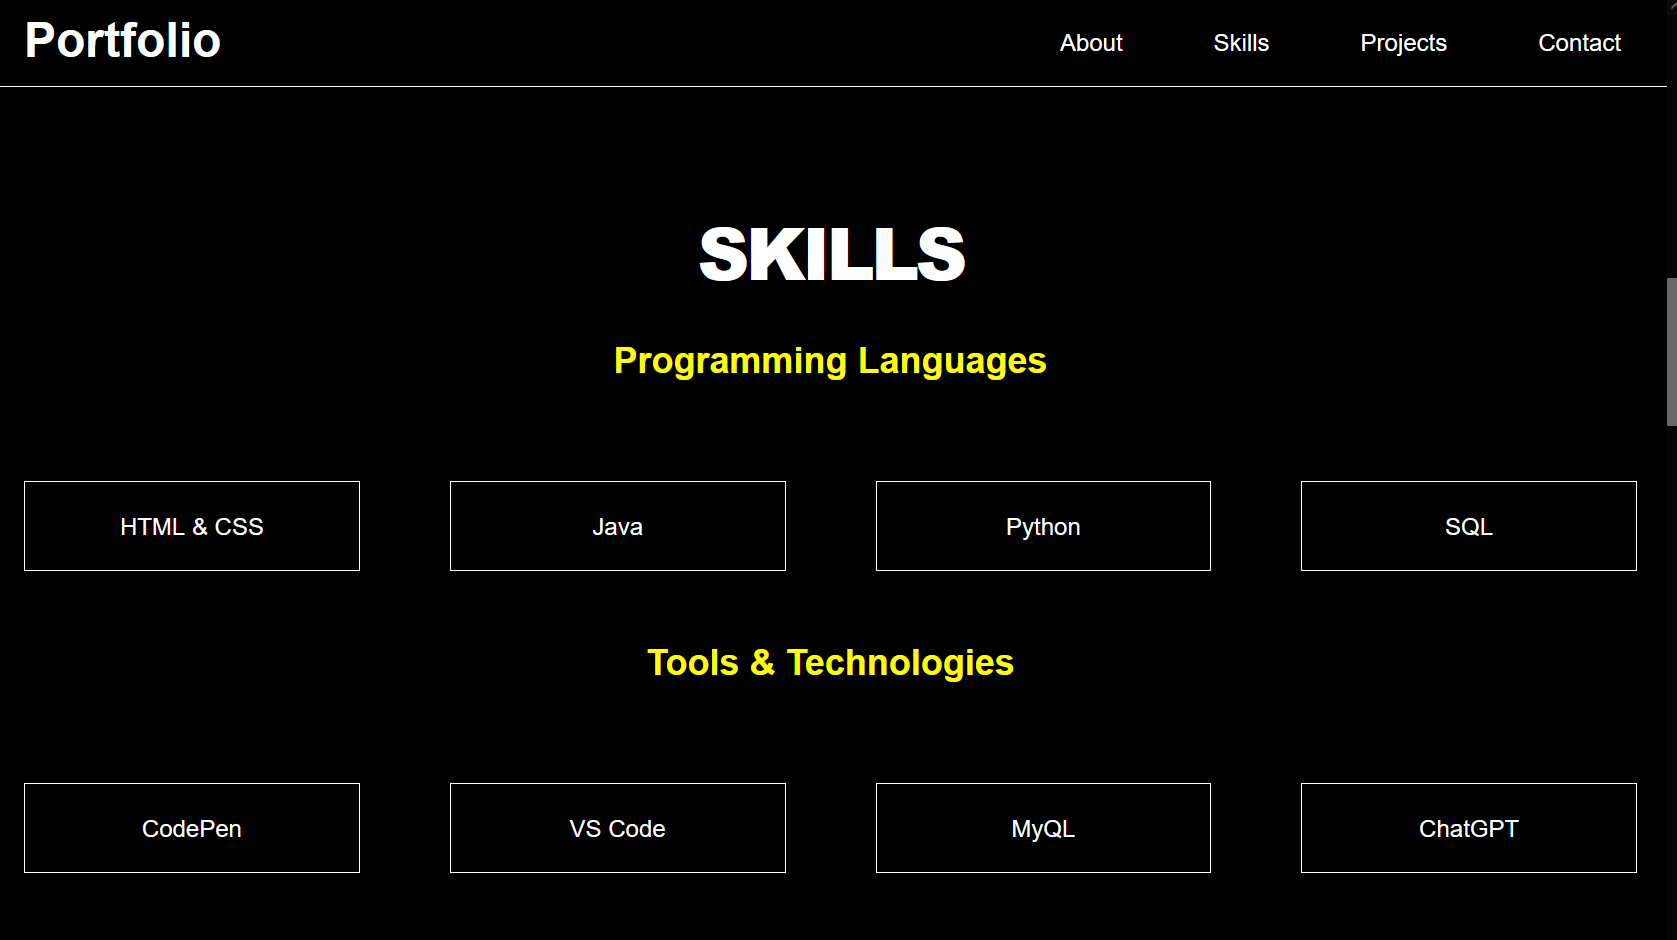 Portfolio About Skills Projects Contact
SKILLS
Programming Languages
HTML & CSS Java Python SQL
Tools & Technologies
CodePen VS Code MyQL ChatGPT